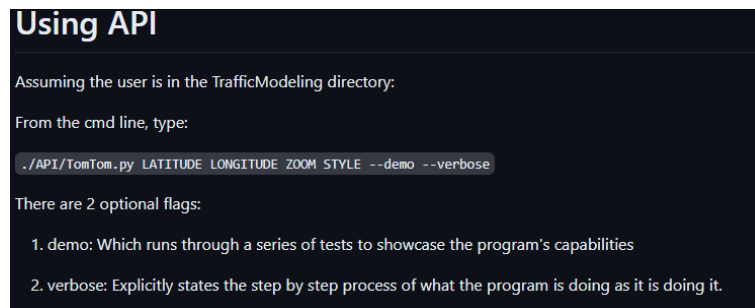 Using API
Assuming the user is in the TrafficModeling directory:
From the cmd line, type:
./API/TomTom.py LATITUDE LONGITUDE ZOOM STYLE --demo --verbose
There are 2 optional flags:
1. demo: Which runs through a series of tests to showcase the program's capabilities
2. verbose: Explicitly states the step by step process of what the program is doing as it is doing it.